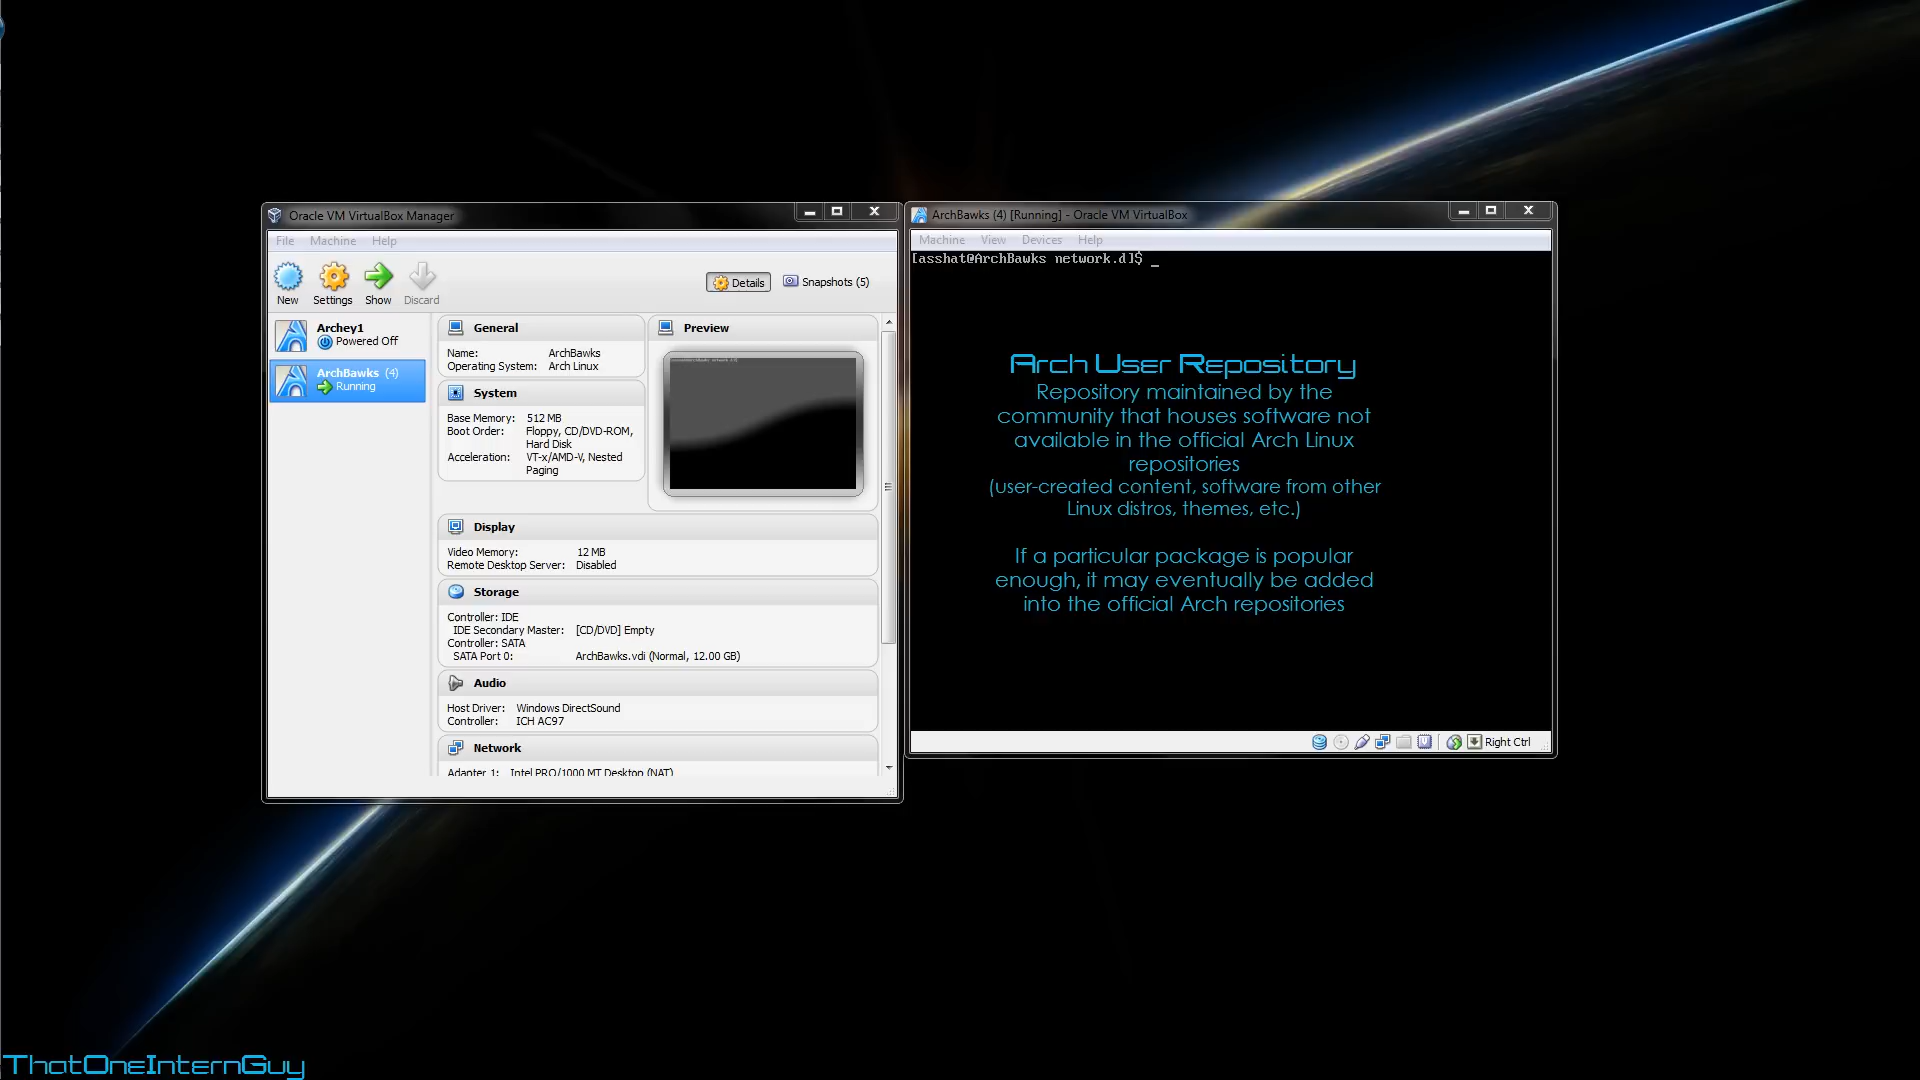 Oracle VM VirtualBox Manager
File Machine Help
New Settings Show Discard
Details Snapshots (5)
Archey1
Powered Off
ArchBawks (4)
Running
General
Name: ArchBawks
Operating System: Arch Linux
System
Base Memory: 512 MB
Boot Order: Floppy, CD/DVD-ROM,
Hard Disk
Acceleration: VT-x/AMD-V, Nested
Paging
Preview
Display
Video Memory: 12 MB
Remote Desktop Server: Disabled
Storage
Controller: IDE
IDE Secondary Master: [CD/DVD] Empty
Controller: SATA
SATA Port 0: ArchBawks.vdi (Normal, 12.00 GB)
Audio
Host Driver: Windows DirectSound
Controller: ICH AC97
Network
Adapter 1: Intel PRO/1000 MT Desktop (NAT)
ArchBawks (4) [Running] - Oracle VM VirtualBox
Machine View Devices Help
[asshat@ArchBawks network.d]$ _
Arch User Repository
Repository maintained by the
community that houses software not
available in the official Arch Linux
repositories
(user-created content, software from other
Linux distros, themes, etc.)
If a particular package is popular
enough, it may eventually be added
into the official Arch repositories
Right Ctrl
ThatOneInternGuy